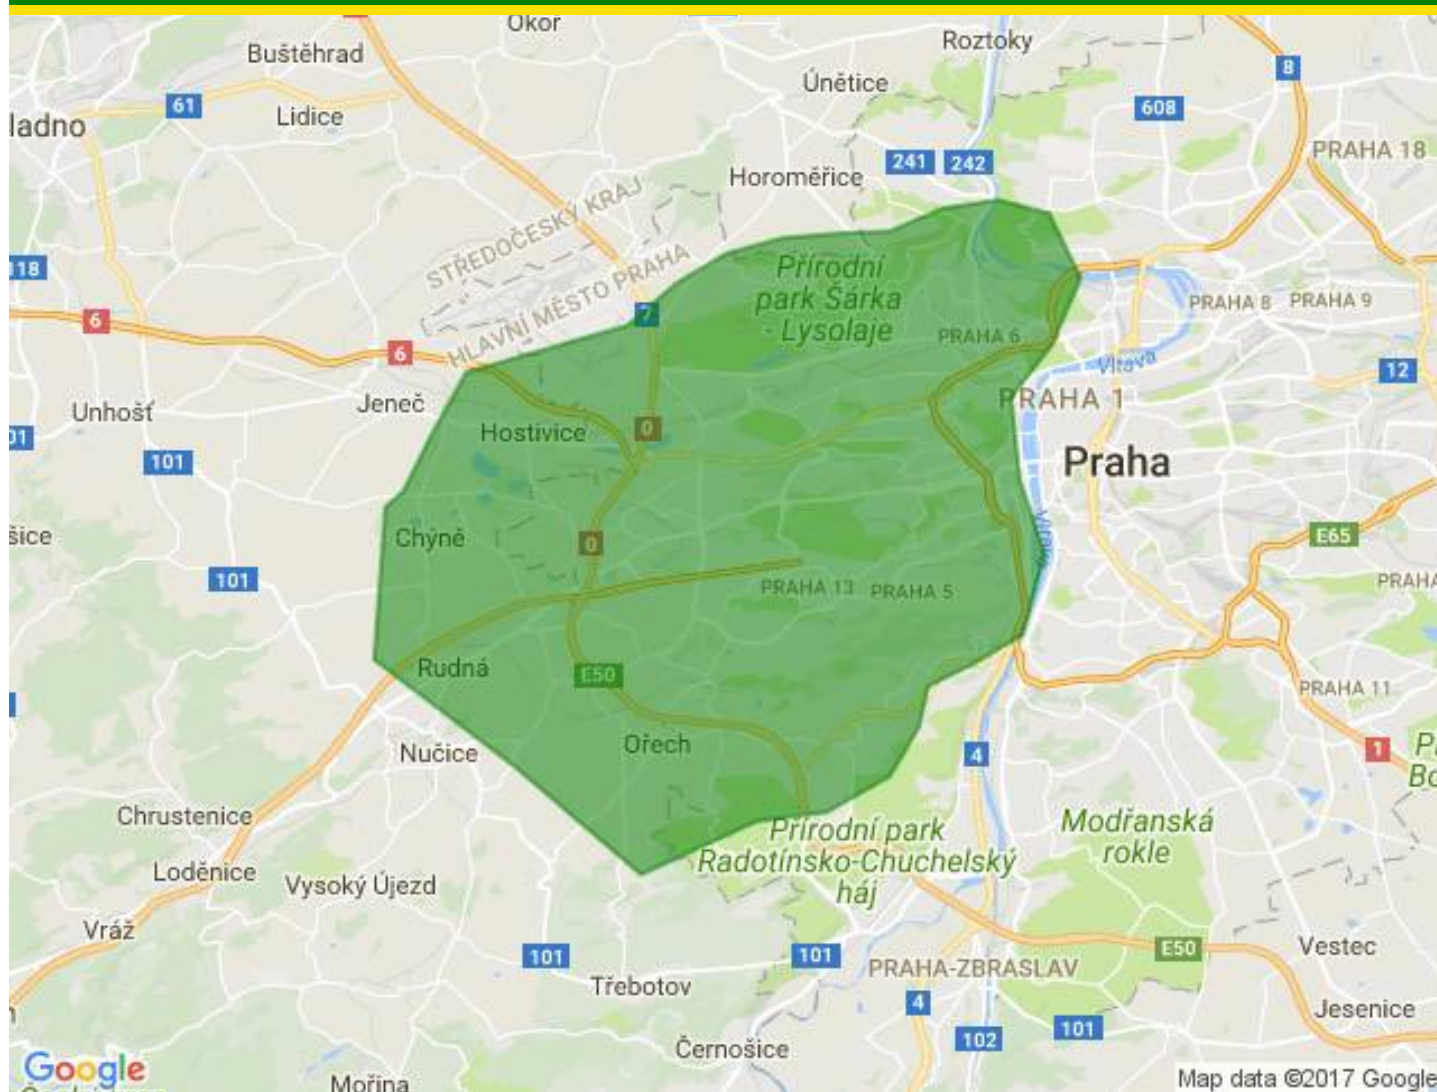 Okoř
Roztoky
Buštěhrad
8
Únětice
61
608
Lidice
ladno
PRAHA 18
241
242
Horoměřice
STŘEDOČESKÝ KRAJ
HLAVNÍ MĚSTO PRAHA
118
Přírodní
park Šárka
- Lysolaje
PRAHA 8
PRAHA 9
7
6
PRAHA 6
6
Vltava
12
Jeneč
PRAHA 1
Unhošť
Hostivice
0
101
101
Praha
šice
Chýně
0
Vltava
E65
101
PRAHA 13
PRAHA 5
PRAHA
Rudná
E50
PRAHA 11
Ořech
Nučice
4
1
Chrustenice
Přírodní park
Radotínsko-Chuchelský
háj
Modřanská
rokle
Loděnice
Vysoký Újezd
Vráž
101
101
E50
Vestec
PRAHA-ZBRASLAV
Třebotov
4
Jesenice
101
102
Černošice
Google
Mořina
Map data ©2017 Google